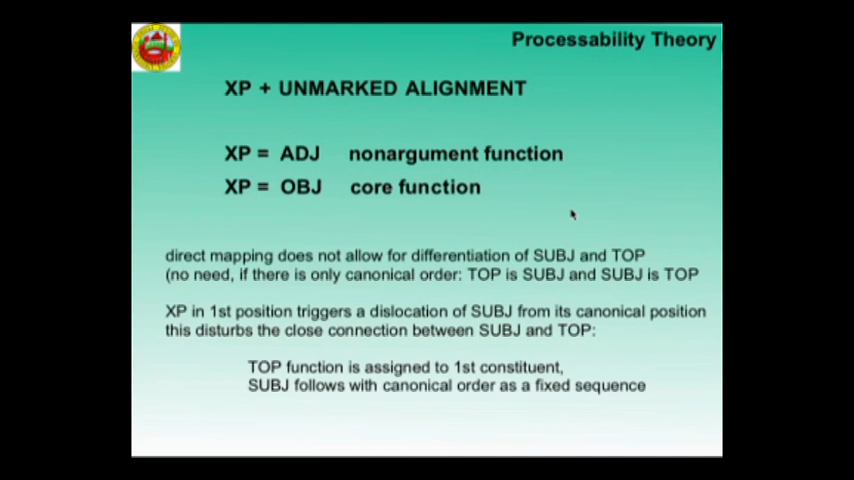 Processability Theory
XP + UNMARKED ALIGNMENT
XP = ADJ nonargument function
XP = OBJ core function
direct mapping does not allow for differentiation of SUBJ and TOP
(no need, if there is only canonical order: TOP is SUBJ and SUBJ is TOP
XP in 1st position triggers a dislocation of SUBJ from its canonical position
this disturbs the close connection between SUBJ and TOP:
TOP function is assigned to 1st constituent,
SUBJ follows with canonical order as a fixed sequence